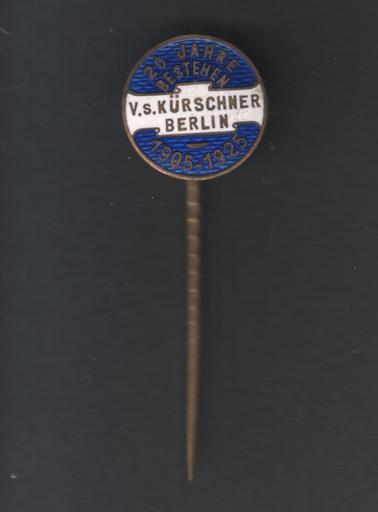 20 JAHRE
BESTEHEN
V.s.KÜRSCHNER
BERLIN
1905-1925